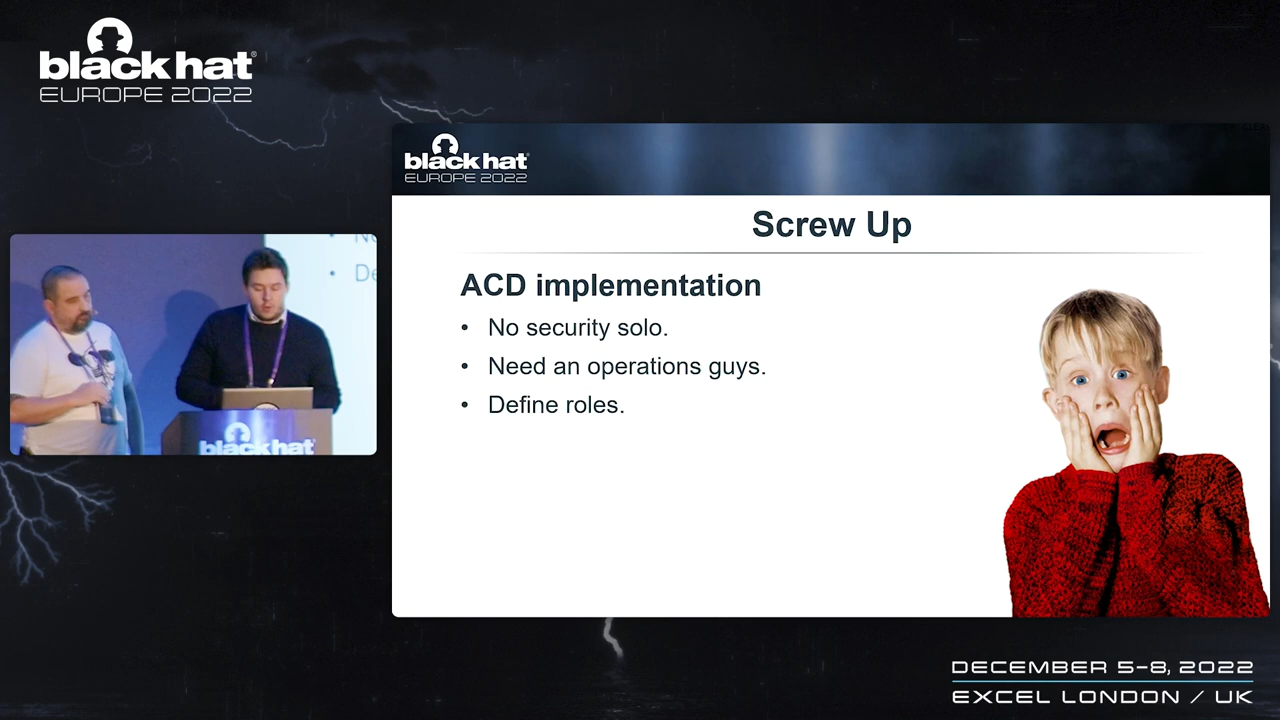 black hat®
EUROPE 2022
black hat®
EUROPE 2022
Screw Up
ACD implementation
• No security solo.
• Need an operations guys.
• Define roles.
• De
black hat
DECEMBER 5-8, 2022
EXCEL LONDON / UK